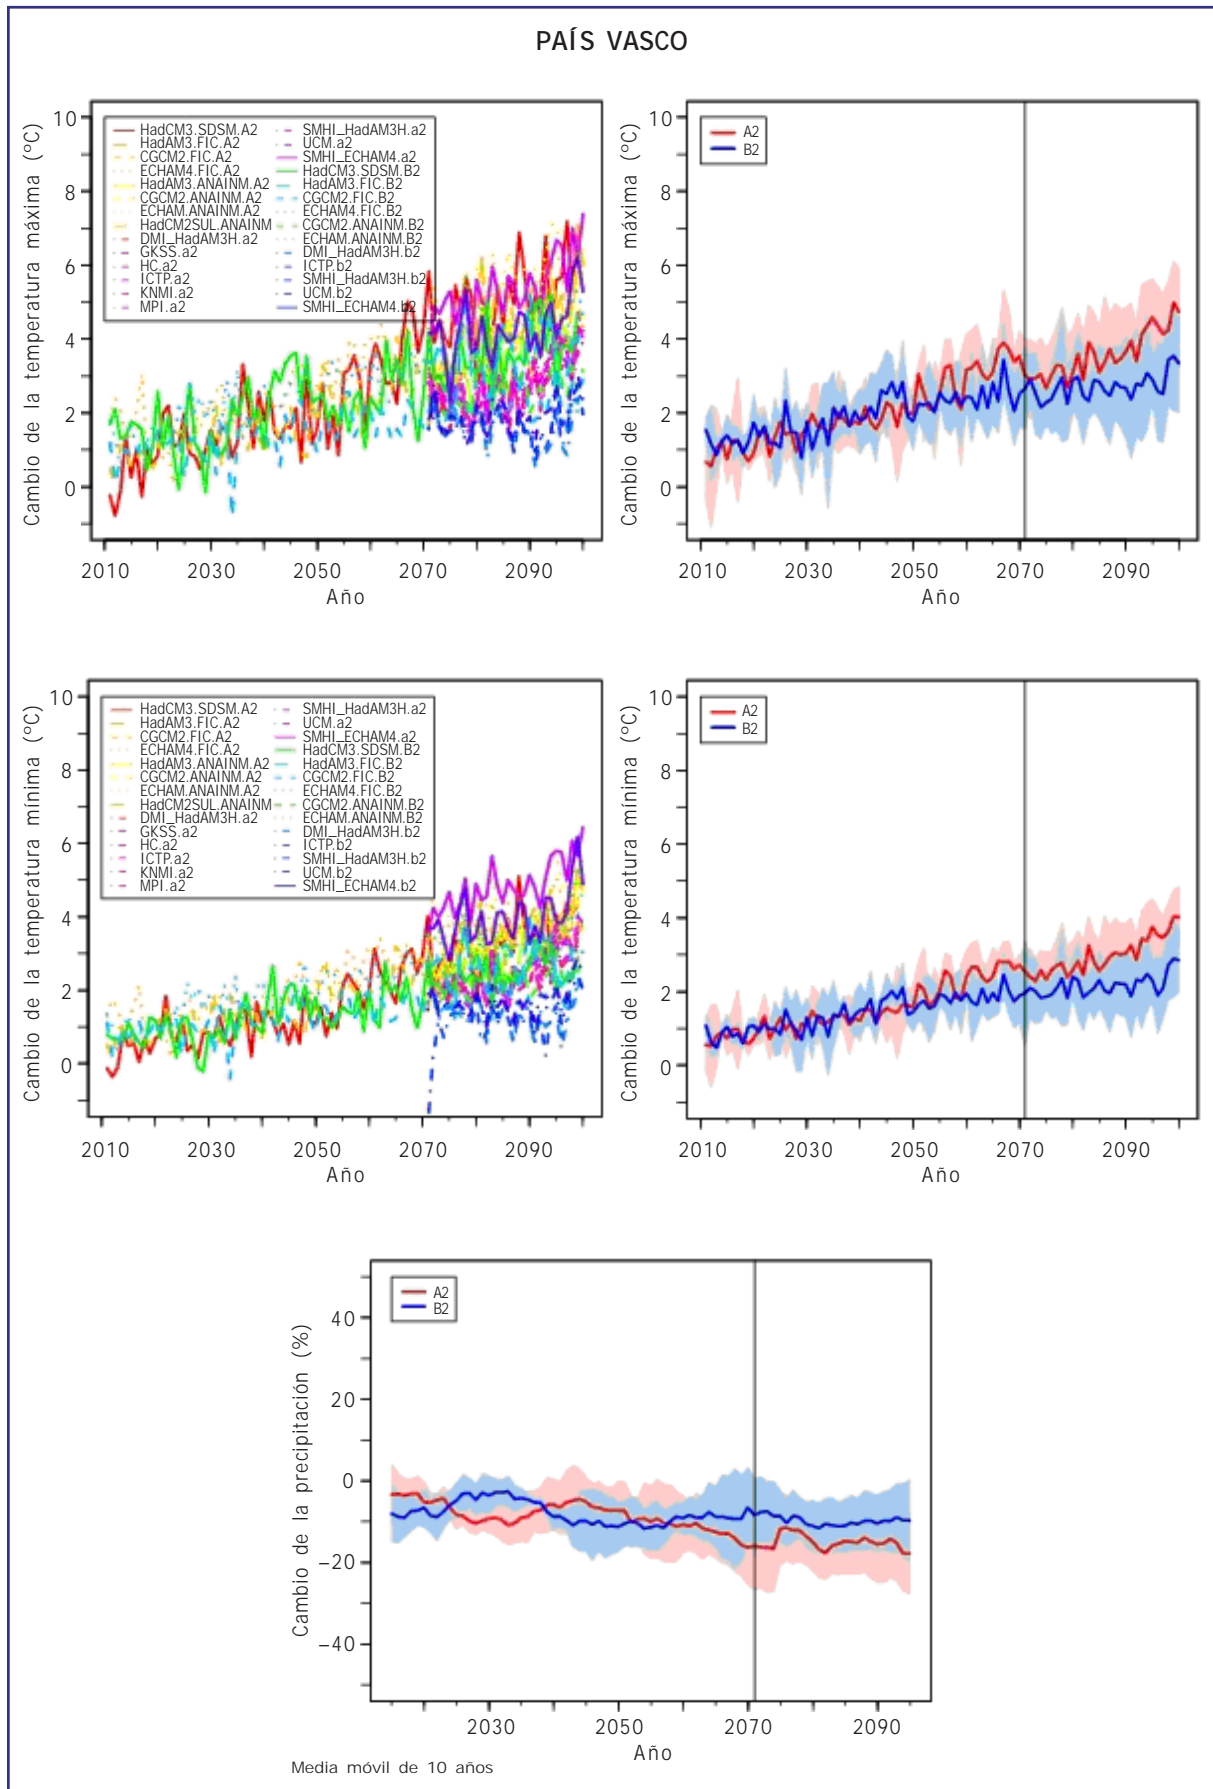 PAÍS VASCO
Cambio de la temperatura máxima (°C)
10
8
6
4
2
0
HadCM3.SDSM.A2
HadAM3.FIC.A2
CGCM2.FIC.A2
ECHAM4.FIC.A2
HadAM3.ANAINM.A2
CGCM2.ANAINM.A2
ECHAM.ANAINM.A2
HadCM2SUL.ANAINM
DMI_HadAM3H.a2
GKSS.a2
HC.a2
ICTP.a2
KNMI.a2
MPI.a2
SMHI_HadAM3H.a2
UCM.a2
SMHI_ECHAM4.a2
HadCM3.SDSM.B2
HadAM3.FIC.B2
CGCM2.FIC.B2
ECHAM4.FIC.B2
CGCM2.ANAINM.B2
ECHAM.ANAINM.B2
DMI_HadAM3H.b2
ICTP.b2
SMHI_HadAM3H.b2
UCM.b2
SMHI_ECHAM4.b2
2010 2030 2050 2070 2090
Año
Cambio de la temperatura máxima (°C)
10
8
6
4
2
0
A2
B2
2010 2030 2050 2070 2090
Año
Cambio de la temperatura mínima (°C)
10
8
6
4
2
0
HadCM3.SDSM.A2
HadAM3.FIC.A2
CGCM2.FIC.A2
ECHAM4.FIC.A2
HadAM3.ANAINM.A2
CGCM2.ANAINM.A2
ECHAM.ANAINM.A2
HadCM2SUL.ANAINM
DMI_HadAM3H.a2
GKSS.a2
HC.a2
ICTP.a2
KNMI.a2
MPI.a2
SMHI_HadAM3H.a2
UCM.a2
SMHI_ECHAM4.a2
HadCM3.SDSM.B2
HadAM3.FIC.B2
CGCM2.FIC.B2
ECHAM4.FIC.B2
CGCM2.ANAINM.B2
ECHAM.ANAINM.B2
DMI_HadAM3H.b2
ICTP.b2
SMHI_HadAM3H.b2
UCM.b2
SMHI_ECHAM4.b2
2010 2030 2050 2070 2090
Año
Cambio de la temperatura mínima (°C)
10
8
6
4
2
0
A2
B2
2010 2030 2050 2070 2090
Año
Cambio de la precipitación (%)
40
20
0
−20
−40
A2
B2
2030 2050 2070 2090
Año
Media móvil de 10 años